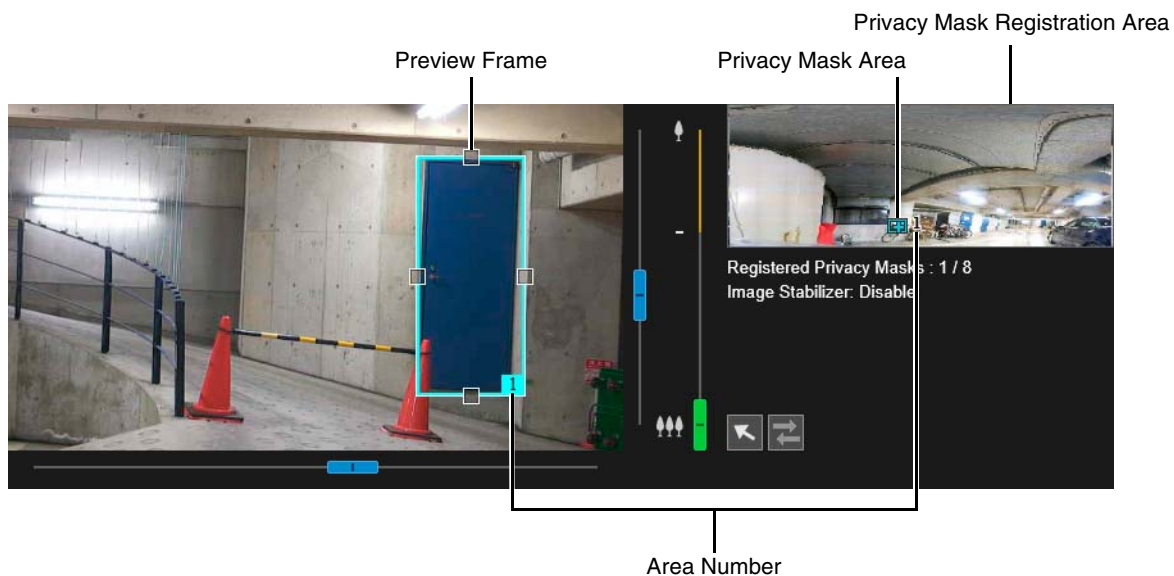 Privacy Mask Registration Area
Preview Frame
Privacy Mask Area
1
Registered Privacy Masks : 1 / 8
Image Stabilizer: Disable
1
Area Number